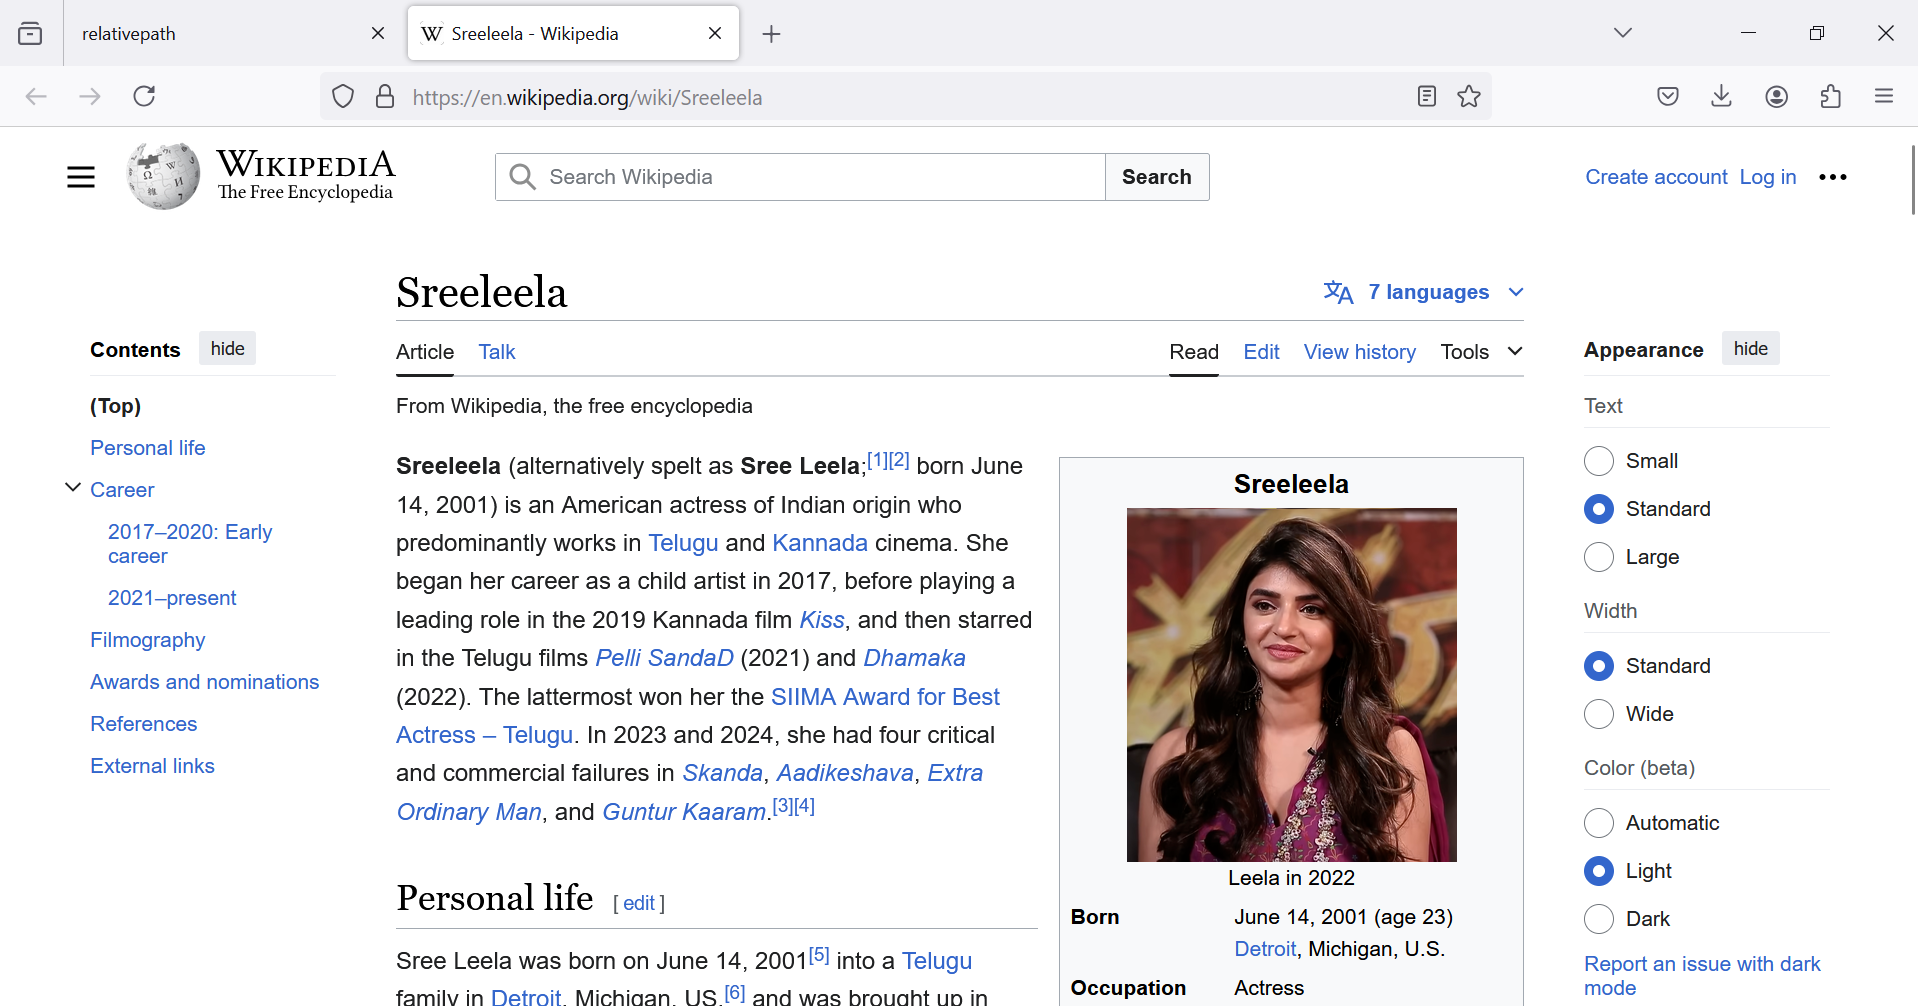 relativepath
Sreeleela - Wikipedia
https://en.wikipedia.org/wiki/Sreeleela
WIKIPEDIA
The Free Encyclopedia
Search Wikipedia
Search
Create account Log in
Sreeleela
7 languages
Article Talk
Read Edit View history Tools
From Wikipedia, the free encyclopedia
Contents hide
(Top)
Personal life
Career
2017–2020: Early
career
2021–present
Filmography
Awards and nominations
References
External links
Sreeleela (alternatively spelt as Sree Leela;[1][2] born June
14, 2001) is an American actress of Indian origin who
predominantly works in Telugu and Kannada cinema. She
began her career as a child artist in 2017, before playing a
leading role in the 2019 Kannada film Kiss, and then starred
in the Telugu films Pelli SandaD (2021) and Dhamaka
(2022). The lattermost won her the SIIMA Award for Best
Actress – Telugu. In 2023 and 2024, she had four critical
and commercial failures in Skanda, Aadikeshava, Extra
Ordinary Man, and Guntur Kaaram.[3][4]
Personal life [ edit ]
Sree Leela was born on June 14, 2001[5] into a Telugu
family in Detroit, Michigan, US,[6] and was brought up in
Sreeleela
Leela in 2022
Born June 14, 2001 (age 23)
Detroit, Michigan, U.S.
Occupation Actress
Appearance hide
Text
Small
Standard
Large
Width
Standard
Wide
Color (beta)
Automatic
Light
Dark
Report an issue with dark
mode